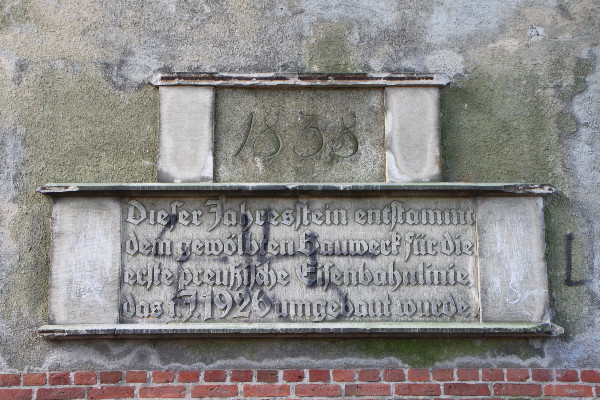 1838
Dieser Jahresstein entstammt
dem gewölbten Bauwerk für die
erste preußische Eisenbahnlinie
das i.J. 1926 umgebaut wurde.